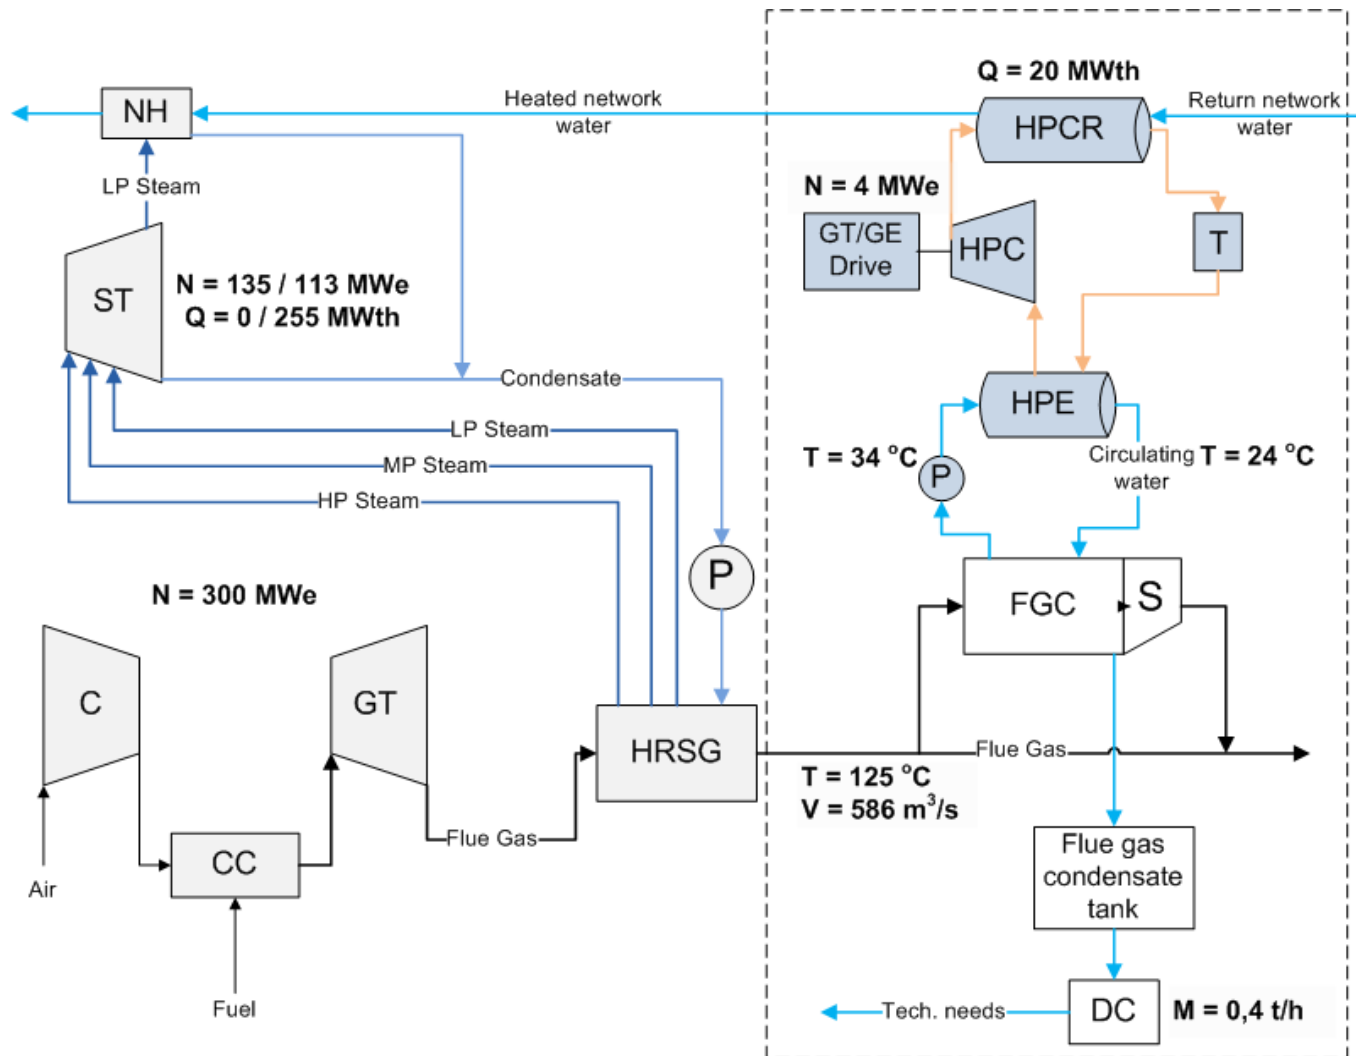 Q = 20 MWth
Heated network
water
Return network
water
NH
HPCR
LP Steam
N = 4 MWe
GT/GE
Drive
HPC
T
ST
N = 135 / 113 MWe
Q = 0 / 255 MWth
Condensate
HPE
LP Steam
MP Steam
HP Steam
T = 34 °C
P
Circulating
water
T = 24 °C
P
N = 300 MWe
FGC
S
C
GT
HRSG
Flue Gas
T = 125 °C
V = 586 m³/s
Flue Gas
CC
Air
Fuel
Flue gas
condensate
tank
Tech. needs
DC
M = 0,4 t/h